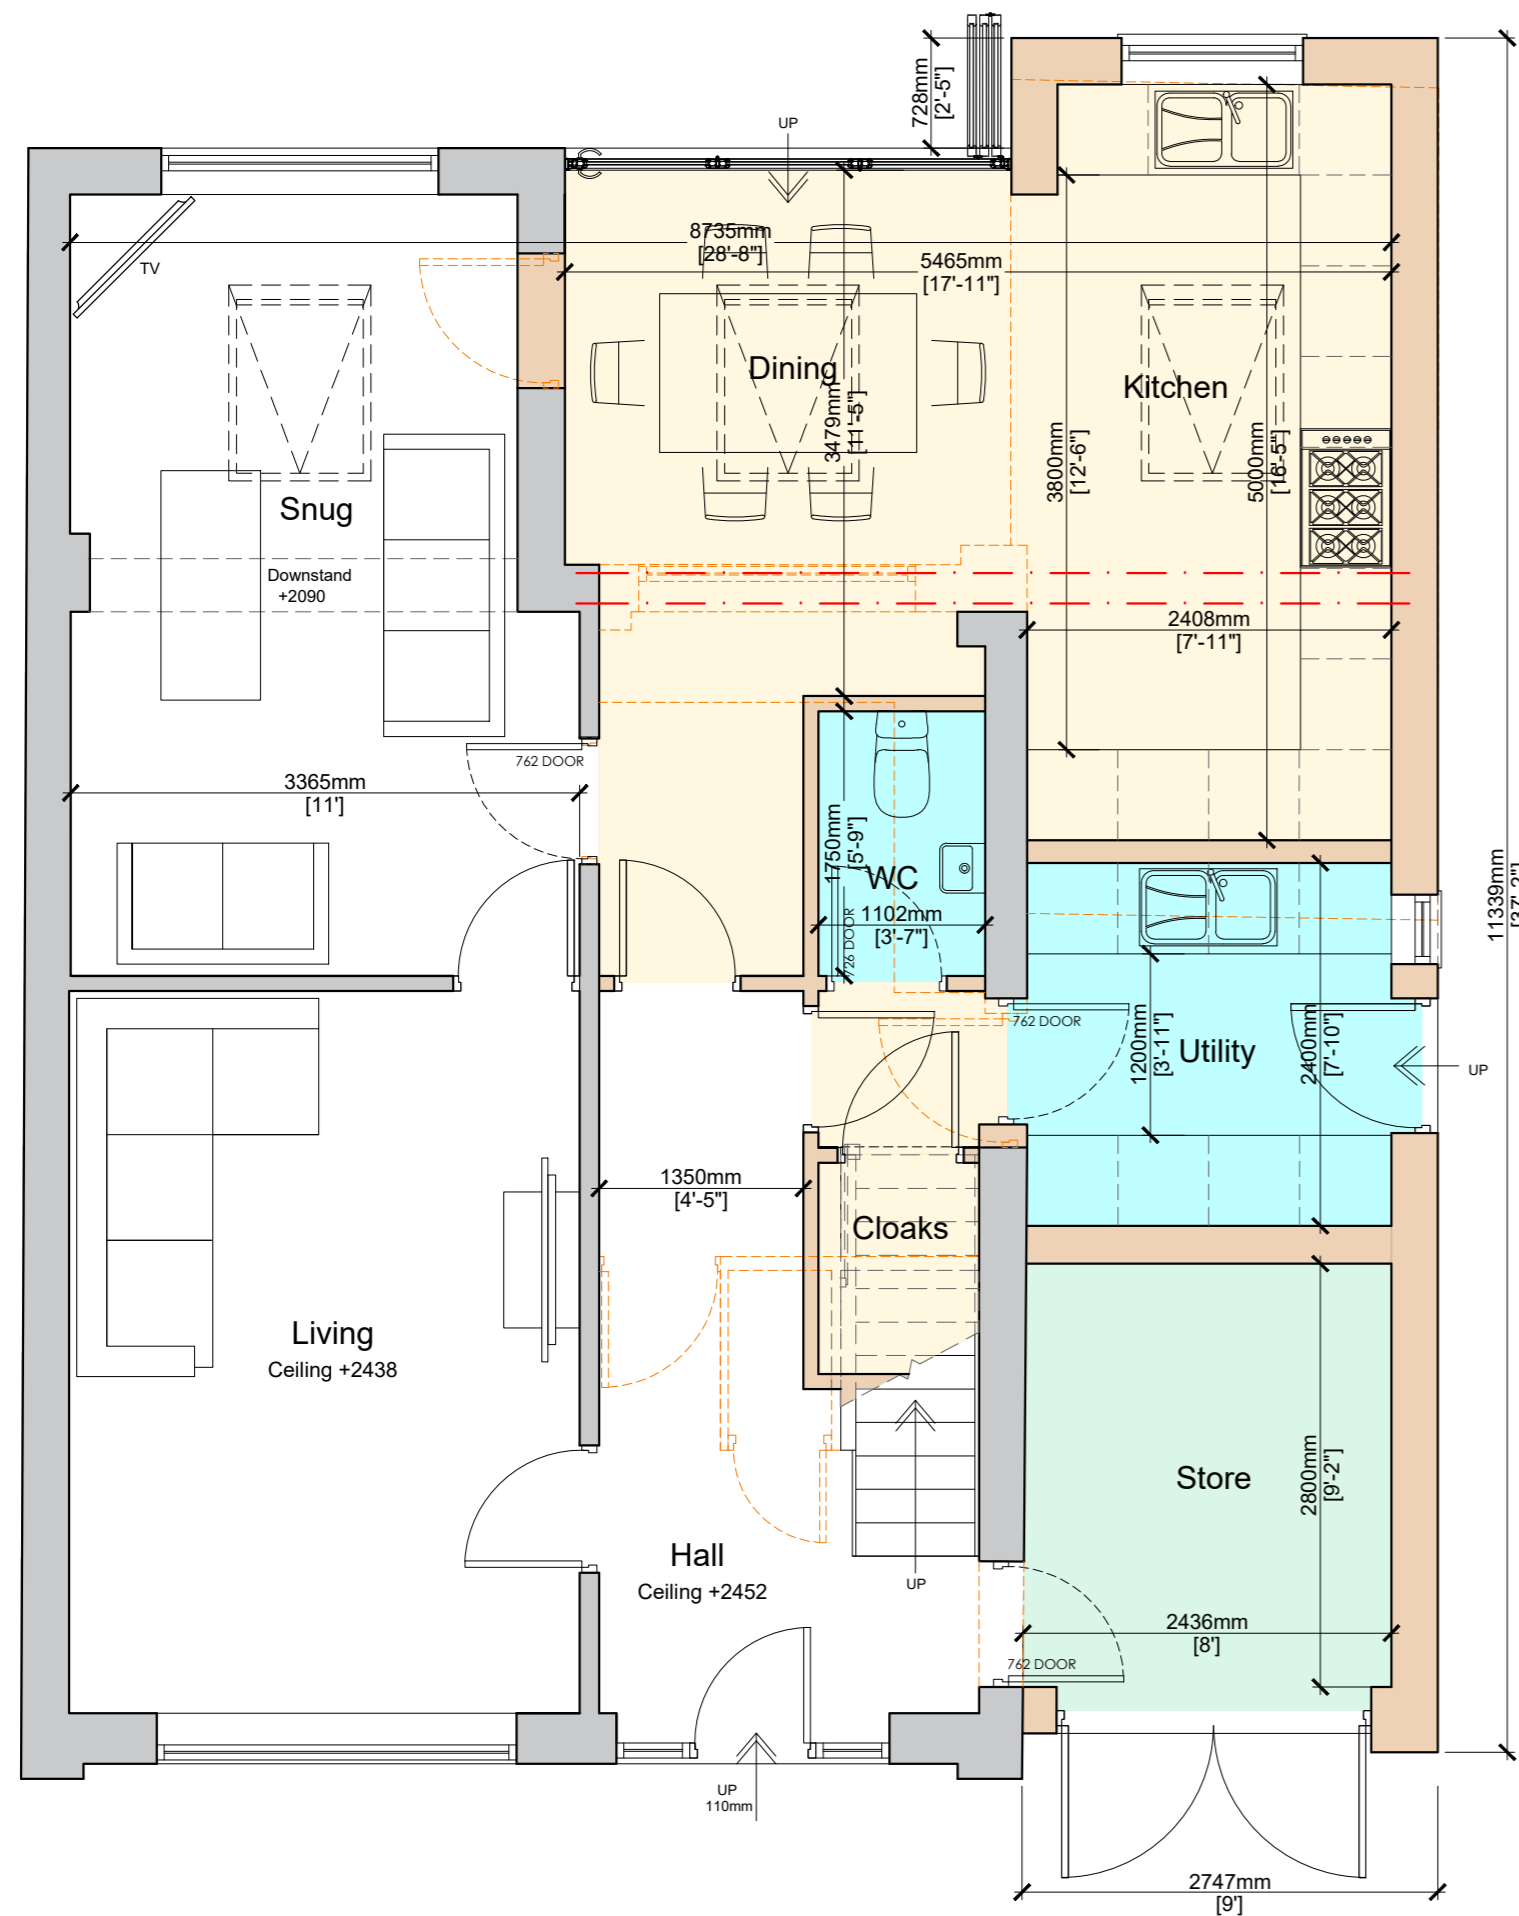 728mm
[2'-5"]
UP
8735mm
[28'-8"]
5465mm
[17'-11"]
TV
Dining
Kitchen
3479mm
[11'-5"]
3800mm
[12'-6"]
5000mm
[16'-5"]
Snug
Downstand
+2090
2408mm
[7'-11"]
762 DOOR
3365mm
[11']
1750mm
[5'-9"]
WC
1102mm
[3'-7"]
726 DOOR
11339mm
[37'-2"]
762 DOOR
1200mm
[3'-11"]
Utility
2400mm
[7'-10"]
UP
1350mm
[4'-5"]
Cloaks
Living
Ceiling +2438
Store
2800mm
[9'-2"]
Hall
Ceiling +2452
UP
2436mm
[8']
762 DOOR
UP
110mm
2747mm
[9']